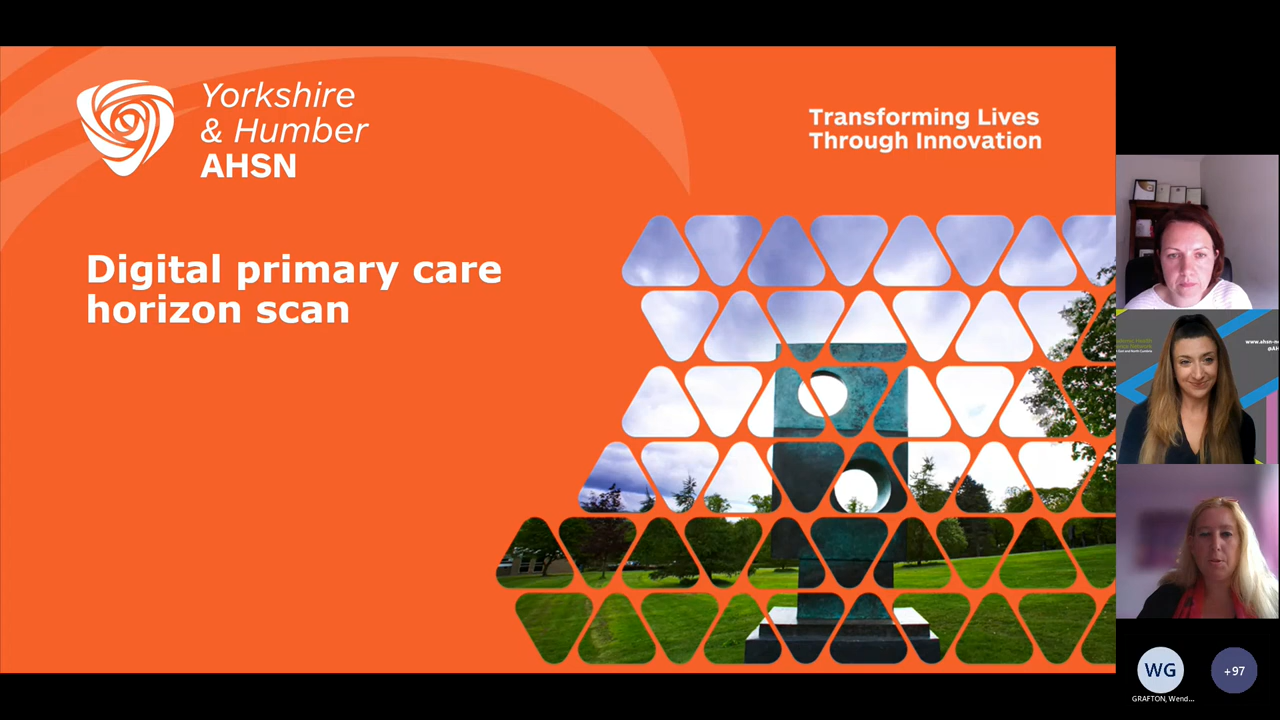 Yorkshire
& Humber
AHSN
Transforming Lives
Through Innovation
Digital primary care
horizon scan
WG
+97
GRAFTON, Wend...